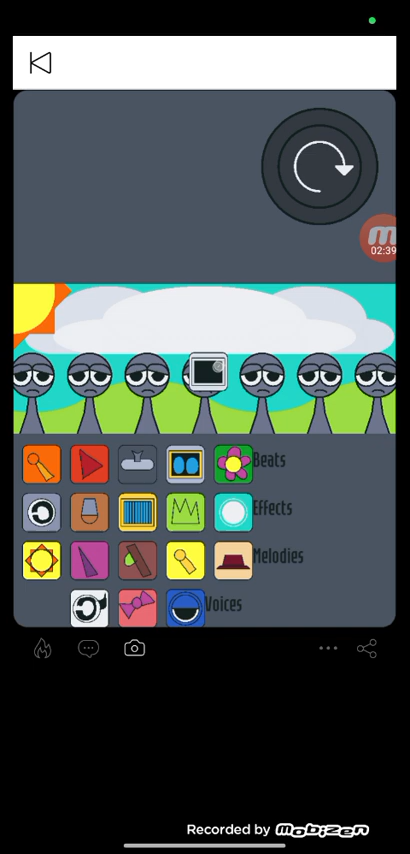 m
02:39
Beats
Effects
Melodies
Voices
Recorded by mobizen